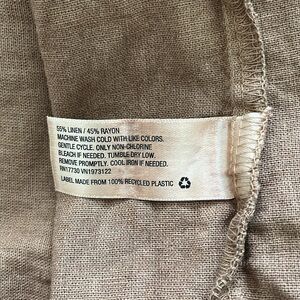 55% LINEN / 45% RAYON
MACHINE WASH COLD WITH LIKE COLORS.
GENTLE CYCLE. ONLY NON-CHLORINE
BLEACH IF NEEDED. TUMBLE DRY LOW.
REMOVE PROMPTLY. COOL IRON IF NEEDED.
RN17730 VN1973122
LABEL MADE FROM 100% RECYCLED PLASTIC